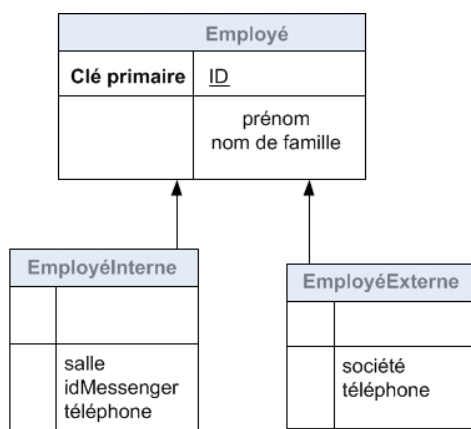 Employé
Clé primaire ID
prénom
nom de famille
EmployéInterne
salle
idMessenger
téléphone
EmployéExterne
société
téléphone